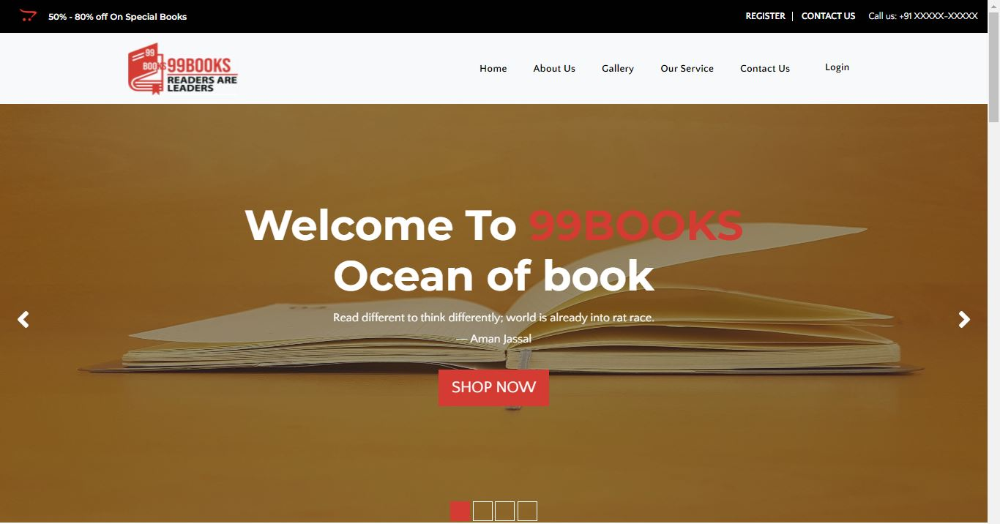 50% - 80% off On Special Books
REGISTER | CONTACT US Call us: +91 XXXXX-XXXXX
99
BOOKS
99BOOKS
READERS ARE
LEADERS
Home About Us Gallery Our Service Contact Us Login
Welcome To 99BOOKS
Ocean of book
Read different to think differently; world is already into rat race.
— Aman Jassal
SHOP NOW